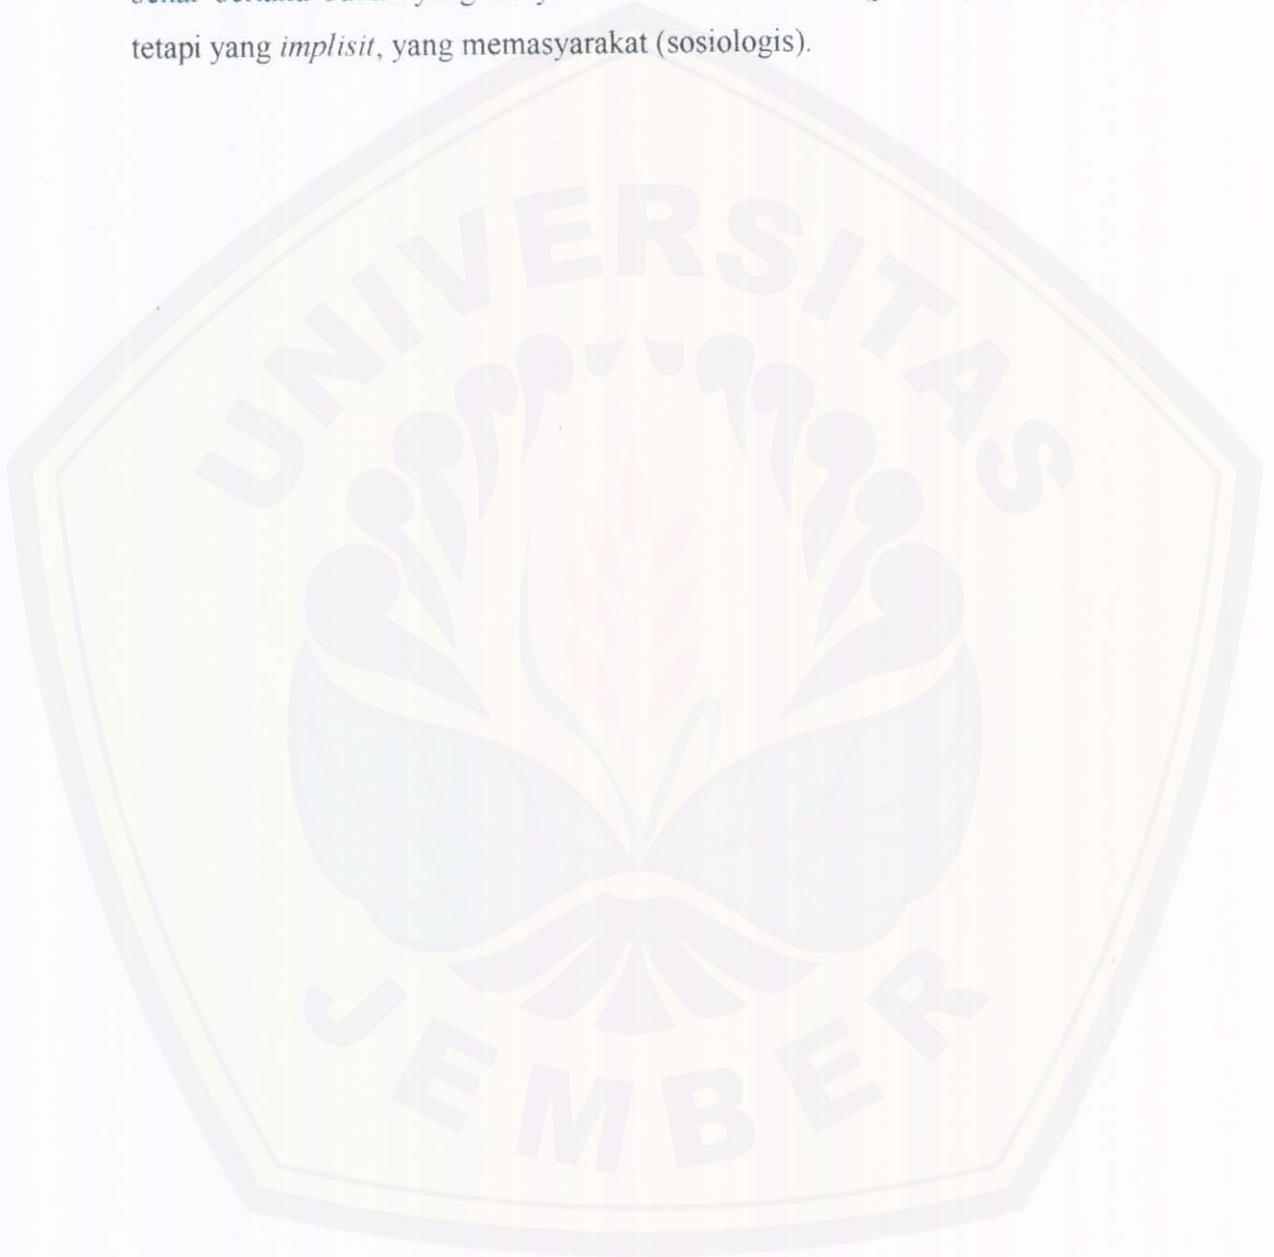 tetapi yang implisit, yang memasyarakat (sosiologis).
UNIVERSITAS
JEMBER